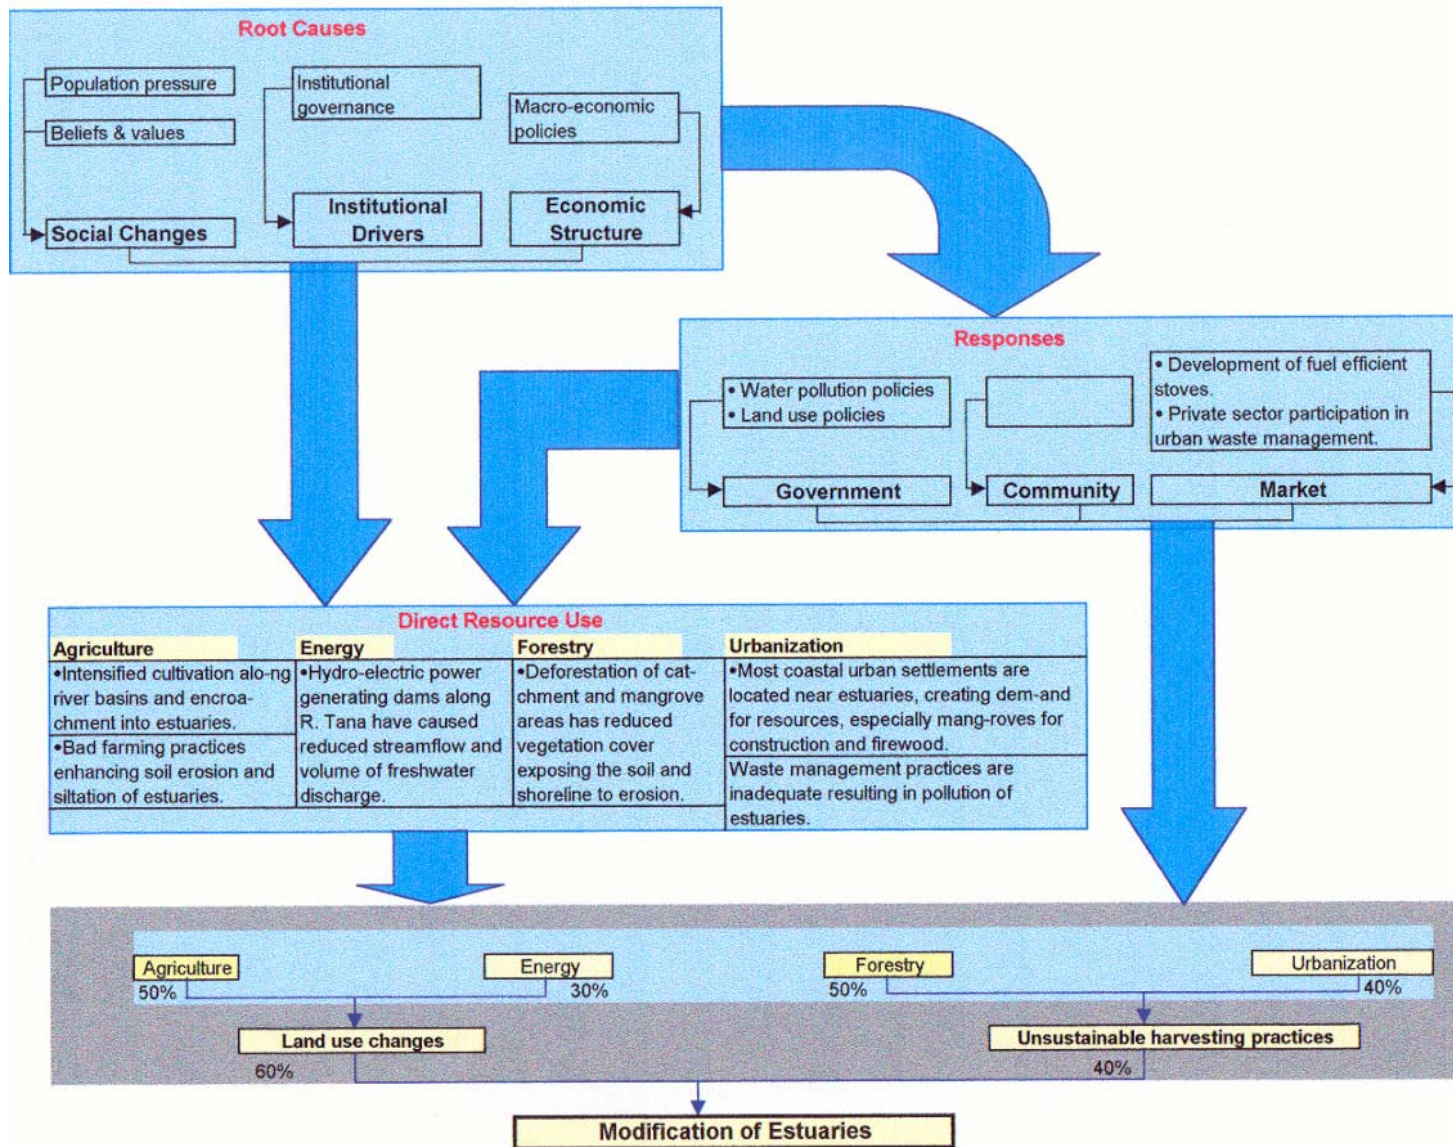 Root Causes
Population pressure
Beliefs & values
Social Changes
Institutional
governance
Institutional
Drivers
Macro-economic
policies
Economic
Structure
Responses
• Water pollution policies
• Land use policies
Government
Community
• Development of fuel efficient
stoves.
• Private sector participation in
urban waste management.
Market
Direct Resource Use
Agriculture
•Intensified cultivation alo-ng
river basins and encroa-
chment into estuaries.
•Bad farming practices
enhancing soil erosion and
siltation of estuaries.
Energy
•Hydro-electric power
generating dams along
R. Tana have caused
reduced streamflow and
volume of freshwater
discharge.
Forestry
•Deforestation of cat-
chment and mangrove
areas has reduced
vegetation cover
exposing the soil and
shoreline to erosion.
Urbanization
•Most coastal urban settlements are
located near estuaries, creating dem-and
for resources, especially mang-roves for
construction and firewood.
Waste management practices are
inadequate resulting in pollution of
estuaries.
Agriculture
50%
Energy
30%
Forestry
50%
Urbanization
40%
Land use changes
60%
Unsustainable harvesting practices
40%
Modification of Estuaries